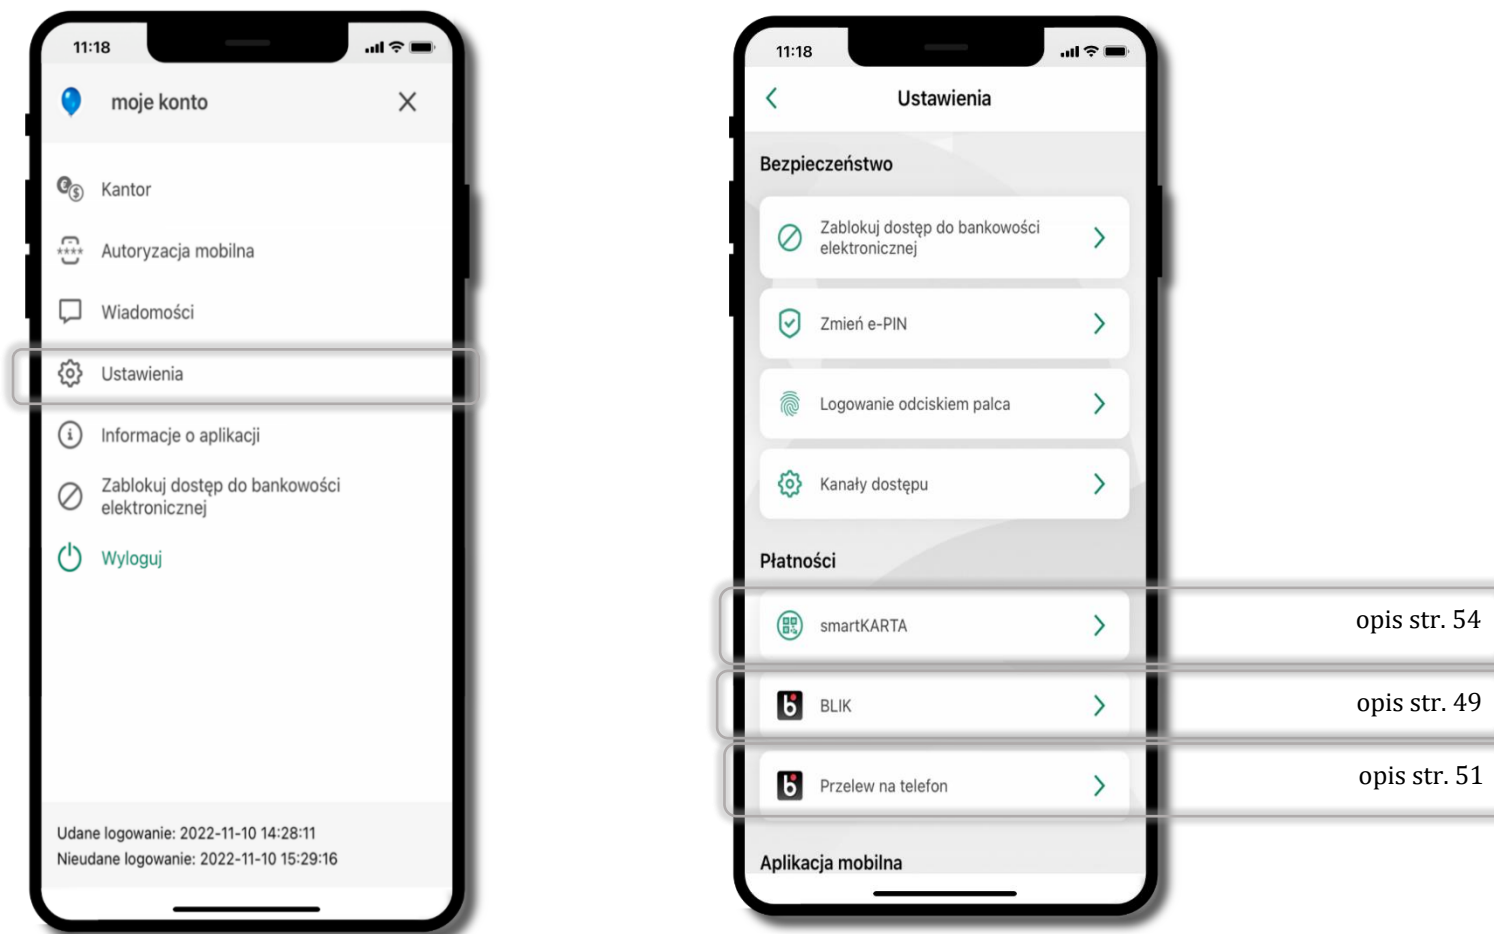 11:18
moje konto
Kantor
Autoryzacja mobilna
Wiadomości
Ustawienia
Informacje o aplikacji
Zablokuj dostęp do bankowości
elektronicznej
Wyloguj
Udane logowanie: 2022-11-10 14:28:11
Nieudane logowanie: 2022-11-10 15:29:16
11:18
Ustawienia
Bezpieczeństwo
Zablokuj dostęp do bankowości
elektronicznej
Zmień e-PIN
Logowanie odciskiem palca
Kanały dostępu
Płatności
smartKARTA
opis str. 54
BLIK
opis str. 49
Przelew na telefon
opis str. 51
Aplikacja mobilna